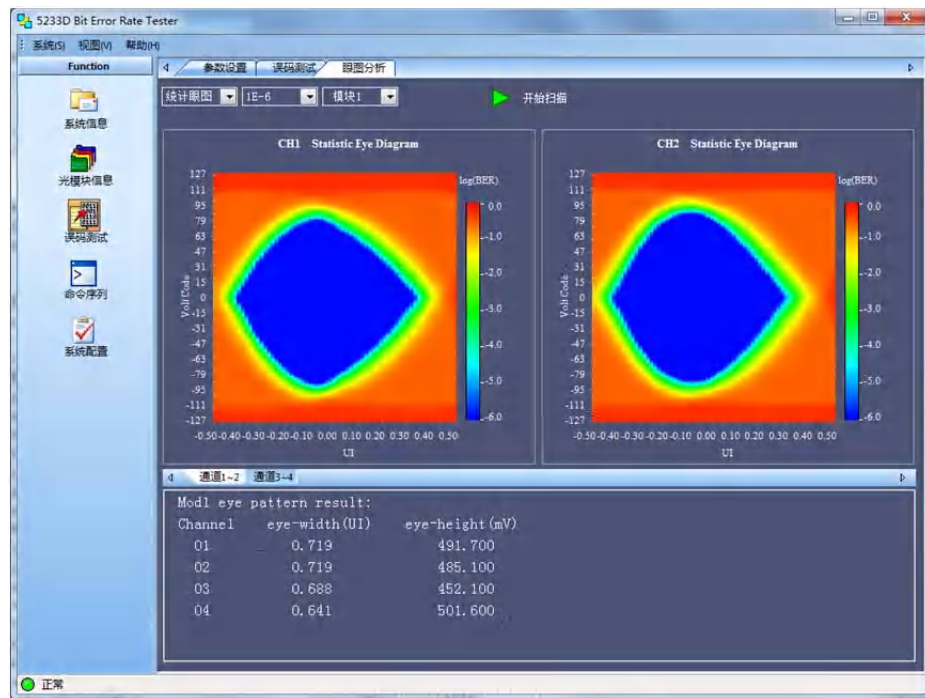 5233D Bit Error Rate Tester
系统(S) 视图(V) 帮助(H)
Function
系统信息
光模块信息
误码测试
命令序列
系统配置
参数设置 误码测试 眼图分析
统计眼图 1E-6 模块1 开始扫描
CH1 Statistic Eye Diagram
log(BER)
127
111
95
79
63
47
31
15
0
-15
-31
-47
-63
-79
-95
-111
-127
Volt Code
0.0
-1.0
-2.0
-3.0
-4.0
-5.0
-6.0
-0.50 -0.40 -0.30 -0.20 -0.10 0.00 0.10 0.20 0.30 0.40 0.50
UI
CH2 Statistic Eye Diagram
log(BER)
127
111
95
79
63
47
31
15
0
-15
-31
-47
-63
-79
-95
-111
-127
Volt Code
0.0
-1.0
-2.0
-3.0
-4.0
-5.0
-6.0
-0.50 -0.40 -0.30 -0.20 -0.10 0.00 0.10 0.20 0.30 0.40 0.50
UI
通道1~2 通道3~4
Mod1 eye pattern result:
Channel eye-width(UI) eye-height(mV)
01 0.719 491.700
02 0.719 485.100
03 0.688 452.100
04 0.641 501.600
正常